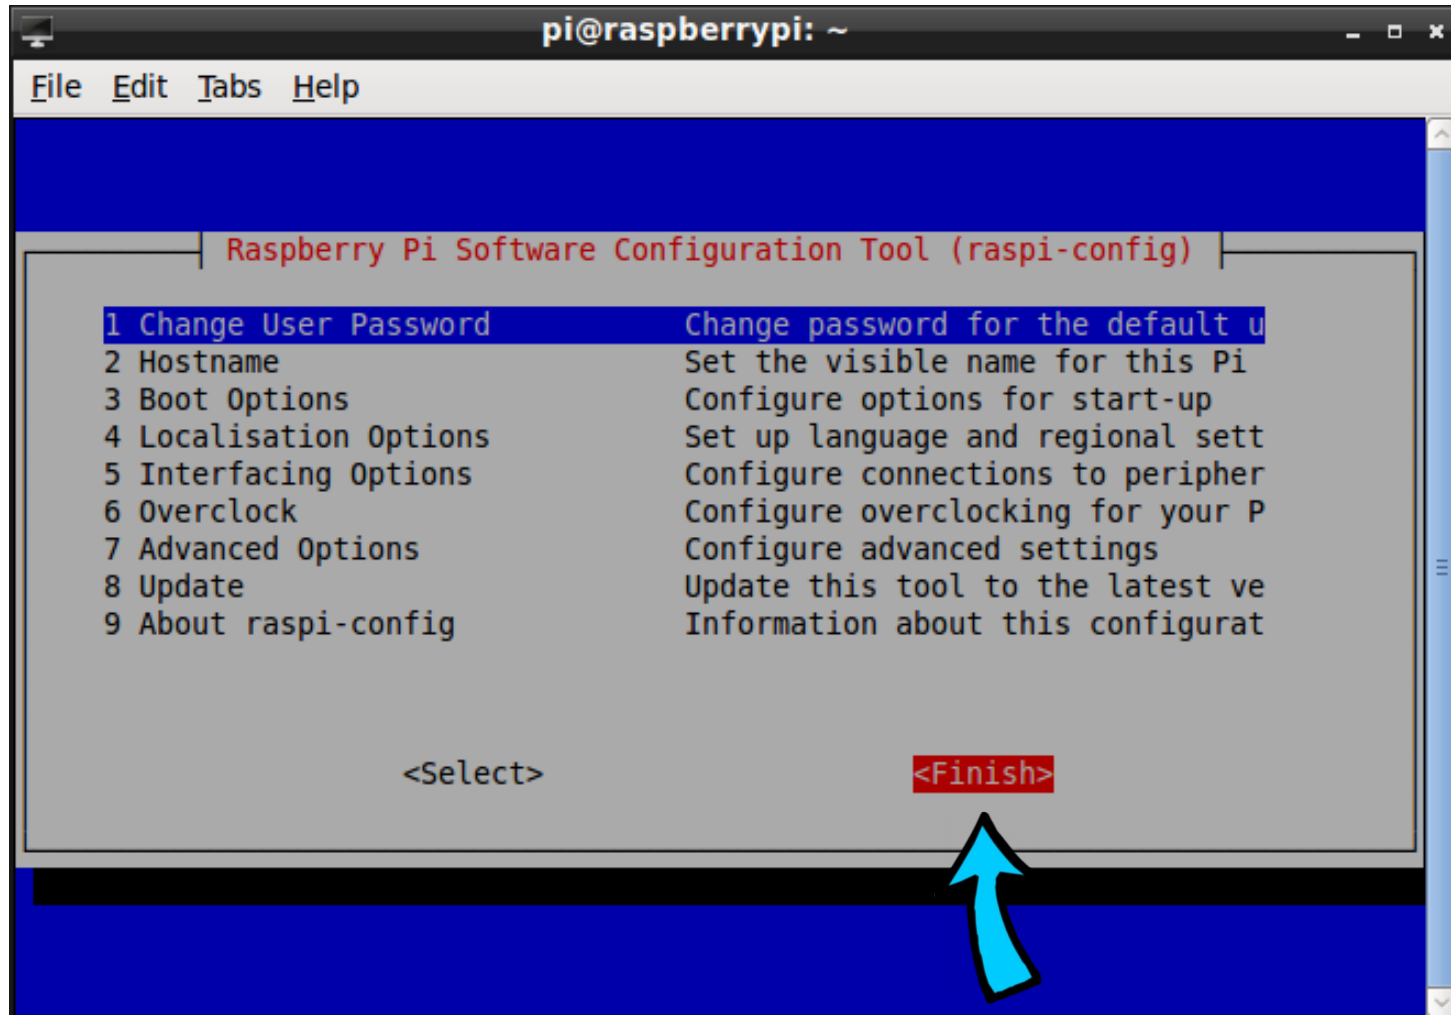 pi@raspberrypi: ~
File Edit Tabs Help
Raspberry Pi Software Configuration Tool (raspi-config)
1 Change User Password Change password for the default u
2 Hostname Set the visible name for this Pi
3 Boot Options Configure options for start-up
4 Localisation Options Set up language and regional sett
5 Interfacing Options Configure connections to peripher
6 Overclock Configure overclocking for your P
7 Advanced Options Configure advanced settings
8 Update Update this tool to the latest ve
9 About raspi-config Information about this configurat
<Select> <Finish>